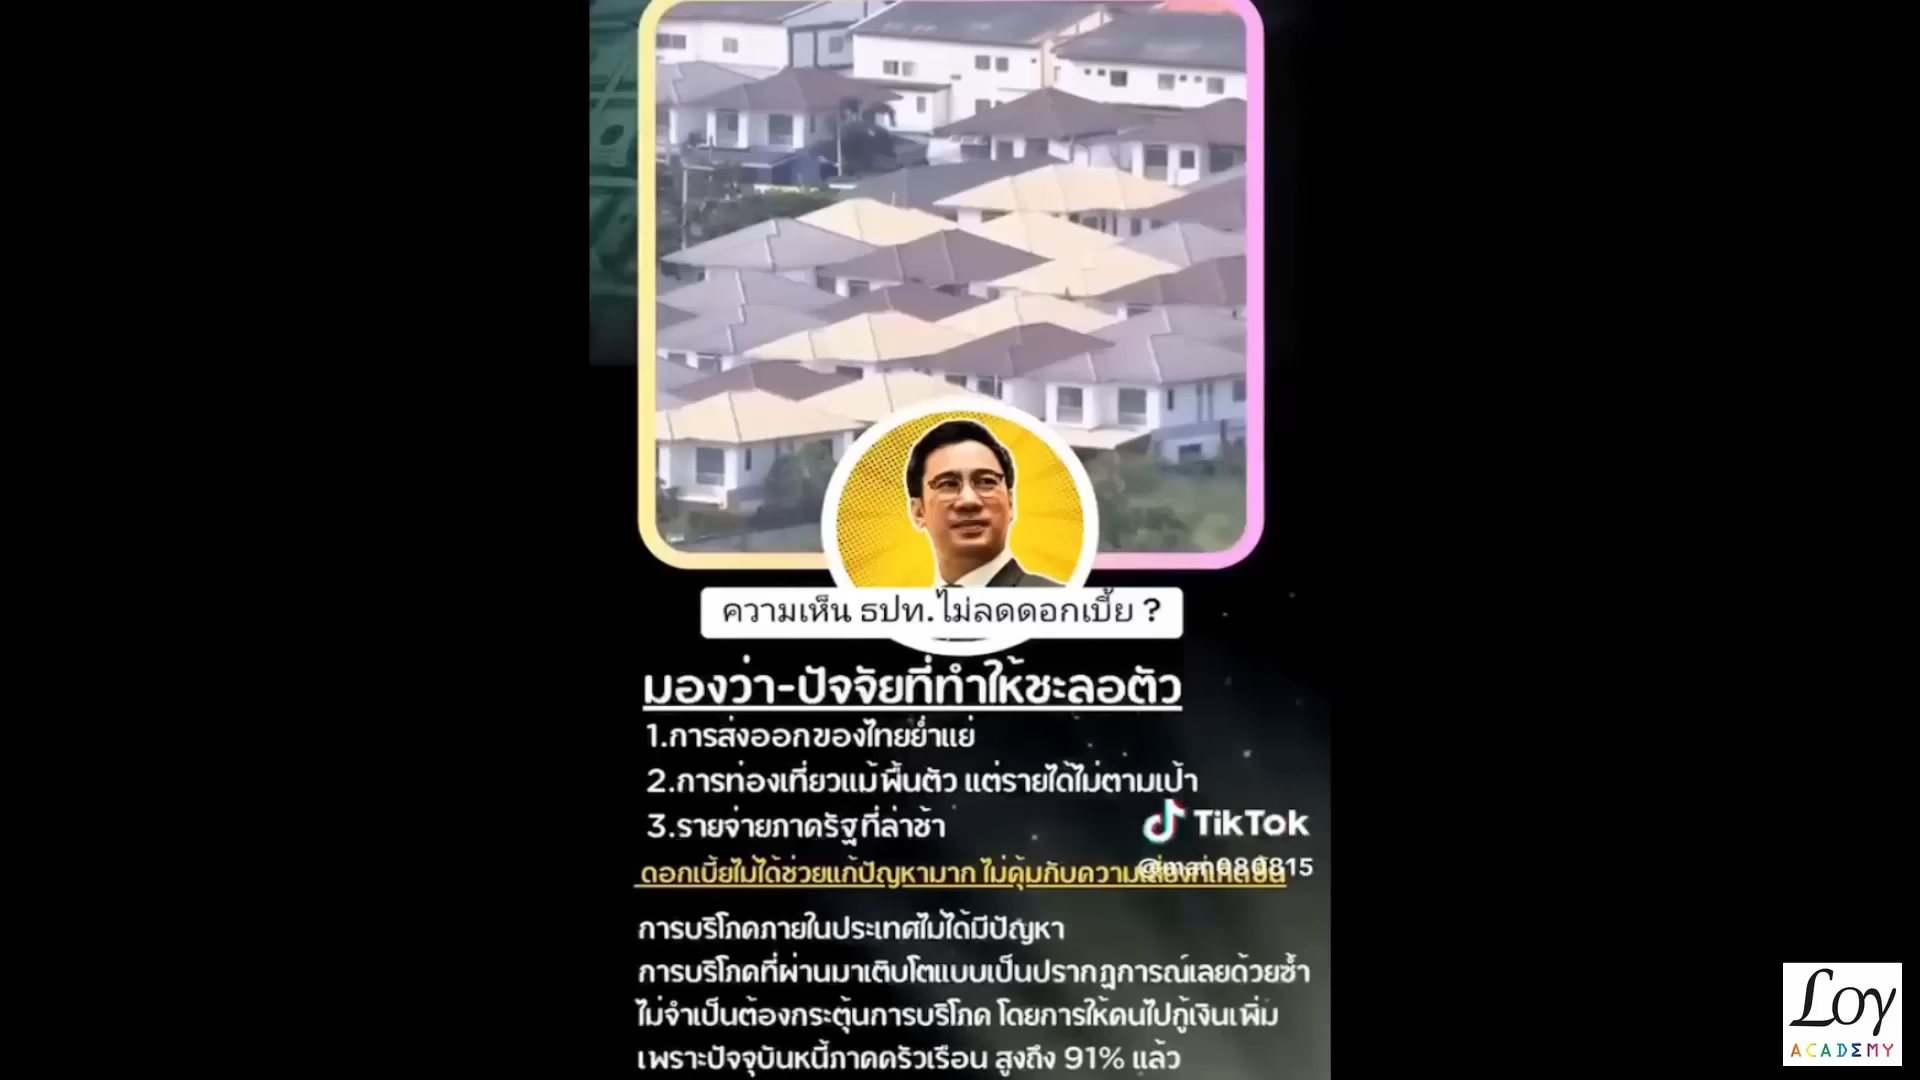 ความเห็น ธปท.ไม่ลดดอกเบี้ย ?
มองว่า-ปัจจัยที่ทำให้ชะลอตัว
1.การส่งออกของไทยย่ำแย่
2.การท่องเที่ยวแม้ฟื้นตัว แต่รายได้ไม่ตามเป้า
3.รายจ่ายภาครัฐที่ล่าช้า
TikTok
@man080815
ดอกเบี้ยไม่ได้ช่วยแก้ปัญหามาก ไม่คุ้มกับ
การบริโภคภายในประเทศไม่ได้มีปัญหา
การบริโภคที่ผ่านมาเติบโตแบบเป็นปรากฏการณ์เลยด้วยซ้ำ
ไม่จำเป็นต้องกระตุ้นการบริโภค โดยการให้คนไปกู้เงินเพิ่ม
เพราะปัจจุบันหนี้ภาคครัวเรือน สูงถึง 91% แล้ว
Loy
ACADEMY